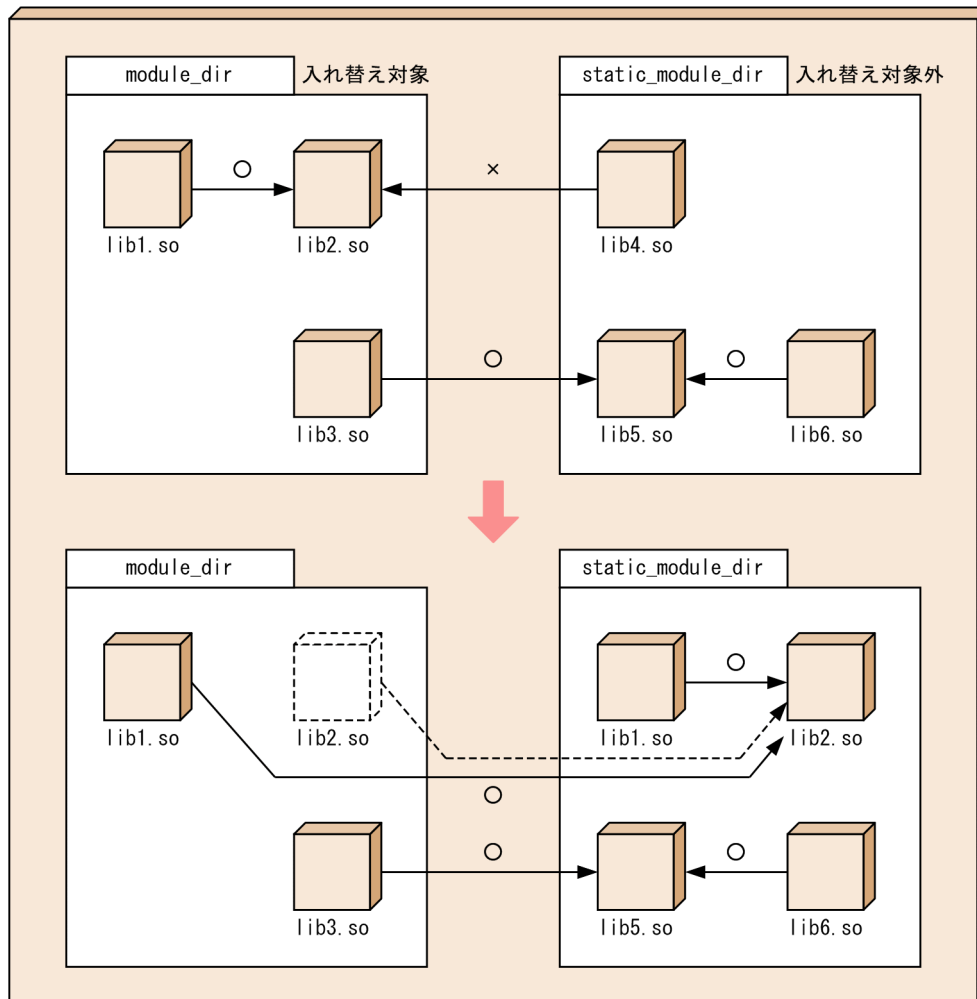 module_dir 入れ替え対象
static_module_dir 入れ替え対象外
○
×
lib1.so
lib2.so
lib4.so
○
○
lib3.so
lib5.so
lib6.so
module_dir
static_module_dir
○
lib1.so
lib2.so
lib1.so
lib2.so
○
○
○
lib3.so
lib5.so
lib6.so